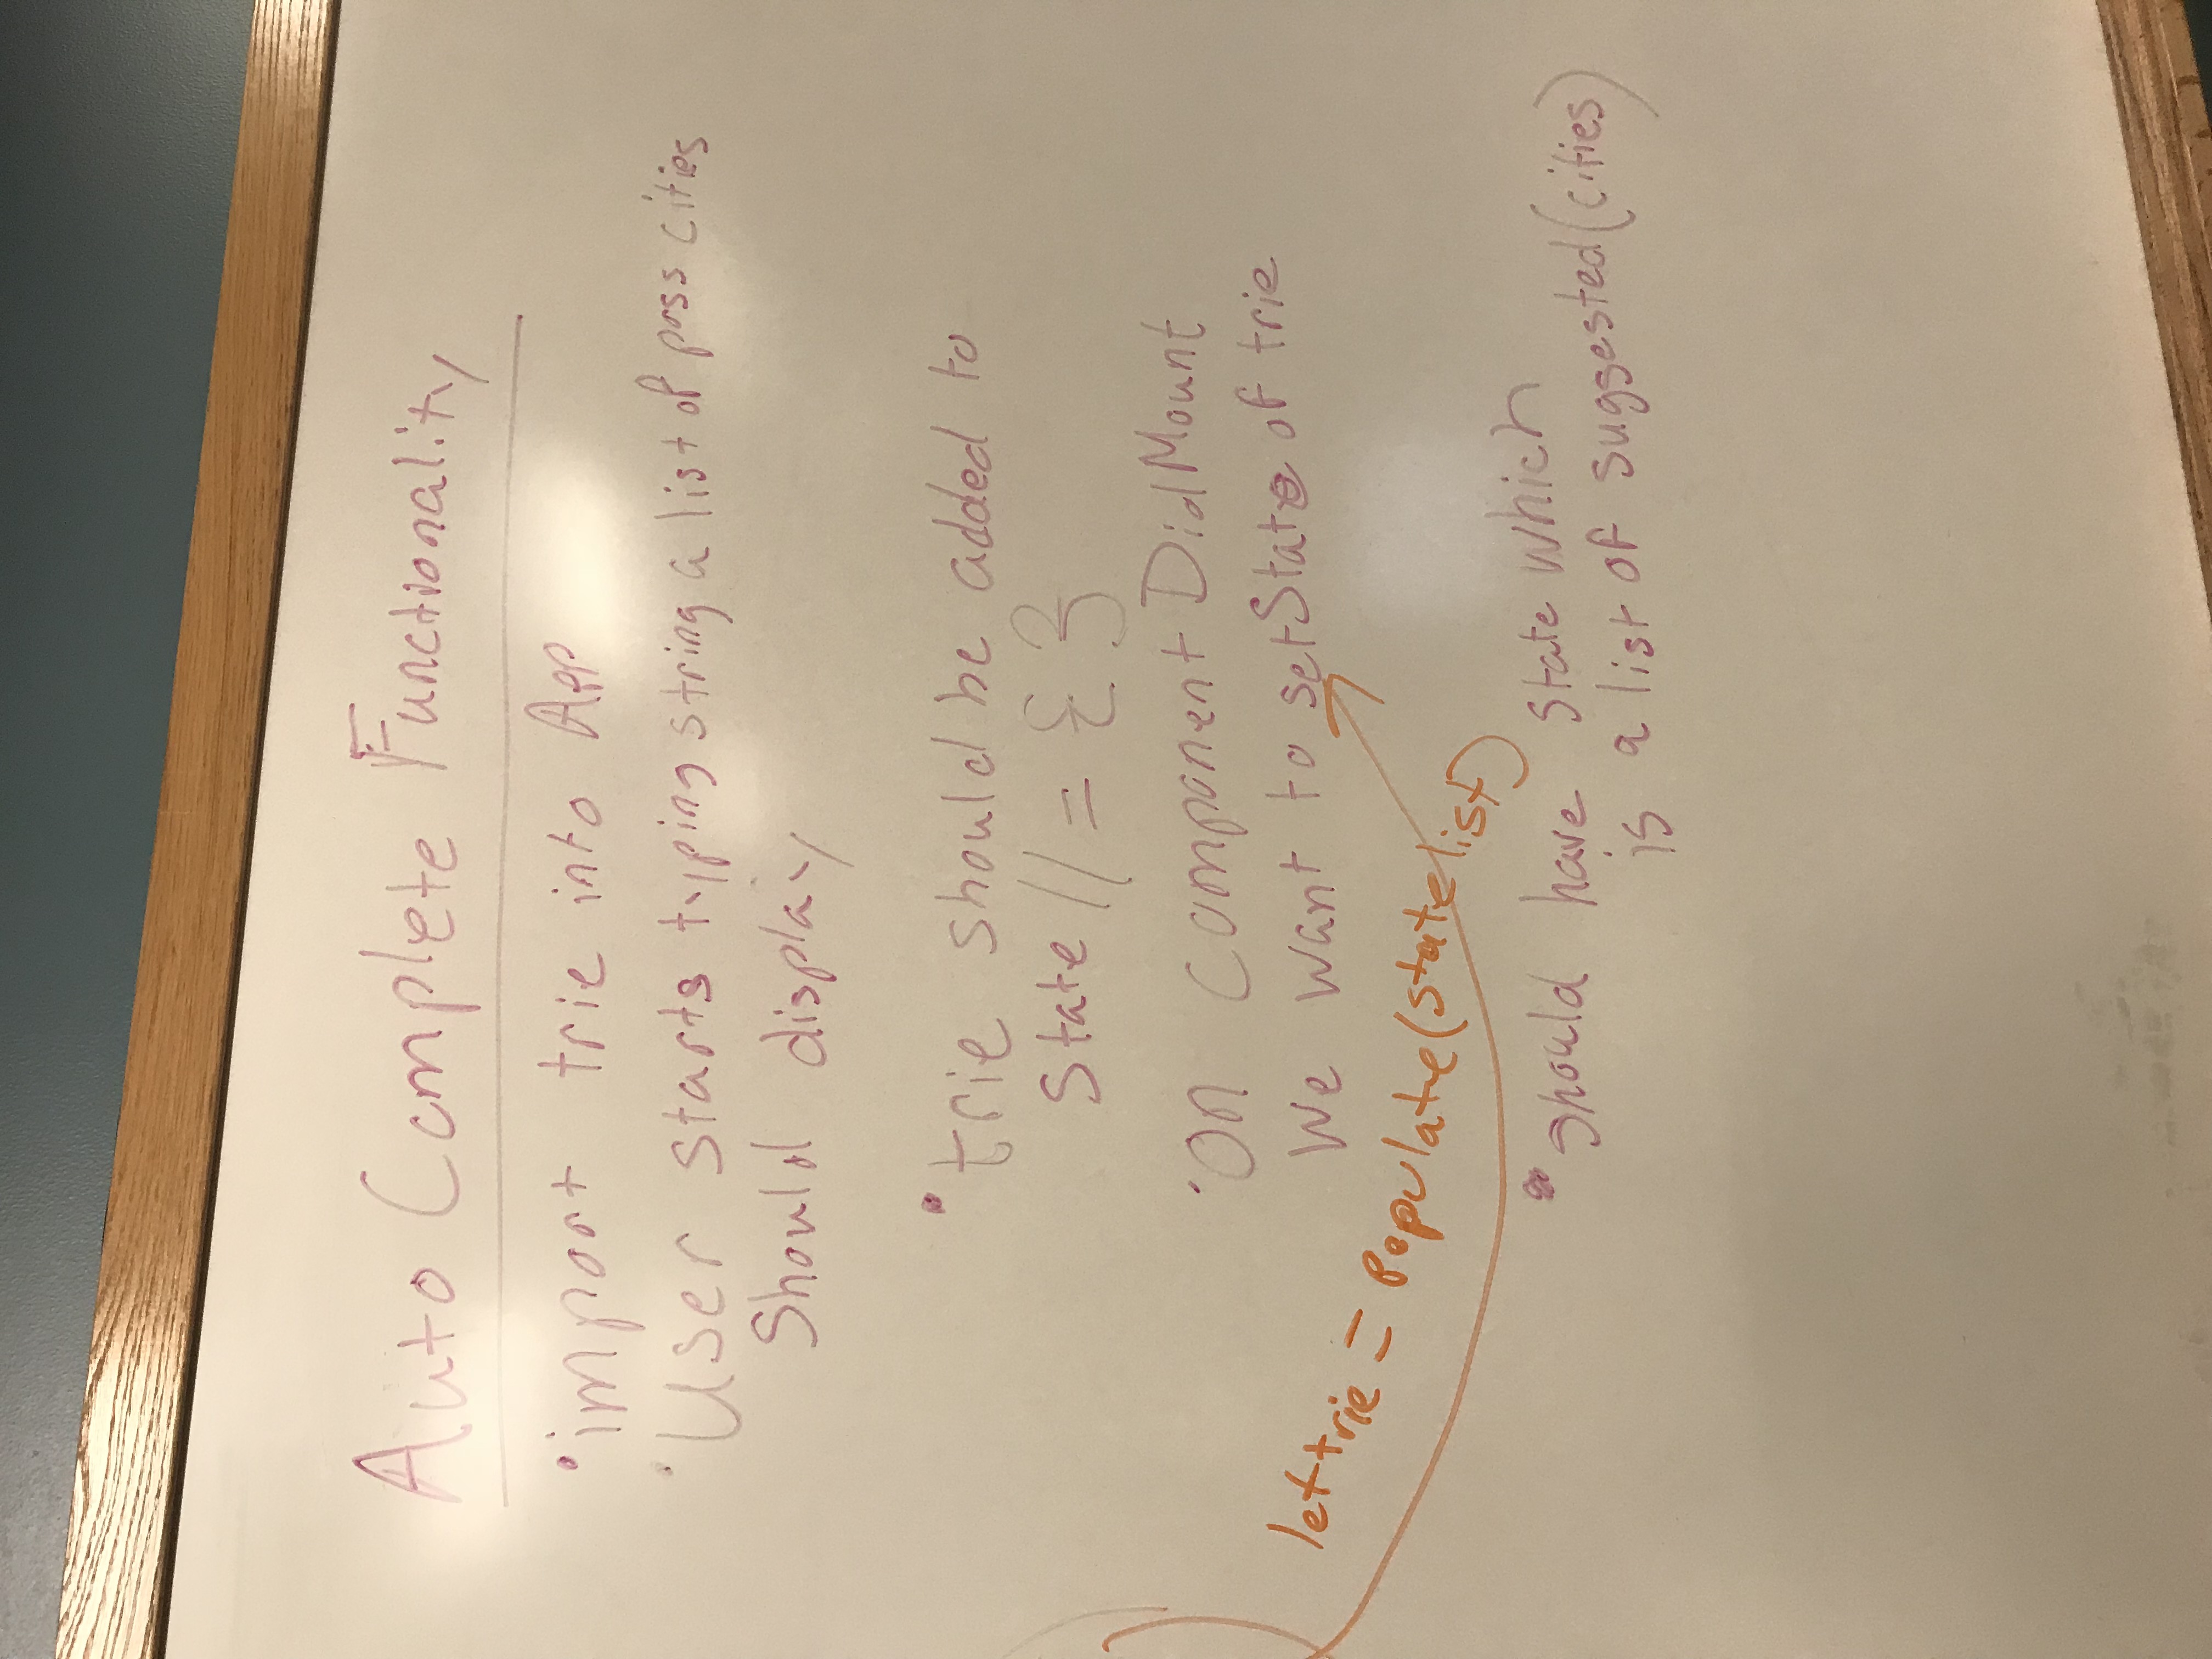 Auto Complete Functionality
• import trie into App
• User starts typing string a list of poss cities
Should display
• trie should be added to
State // = { }
• On Component DidMount
We want to setState of trie
let trie = Populate(state list)
• should have state which
is a list of suggested (cities)